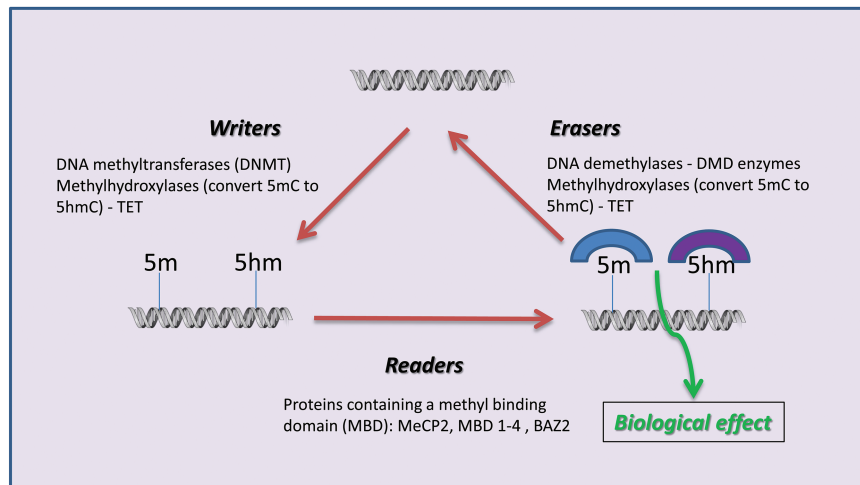 Writers
DNA methyltransferases (DNMT)
Methylhydroxylases (convert 5mC to
5hmC) - TET
Erasers
DNA demethylases - DMD enzymes
Methylhydroxylases (convert 5mC to
5hmC) - TET
5m 5hm
5m 5hm
Readers
Proteins containing a methyl binding
domain (MBD): MeCP2, MBD 1-4 , BAZ2
Biological effect